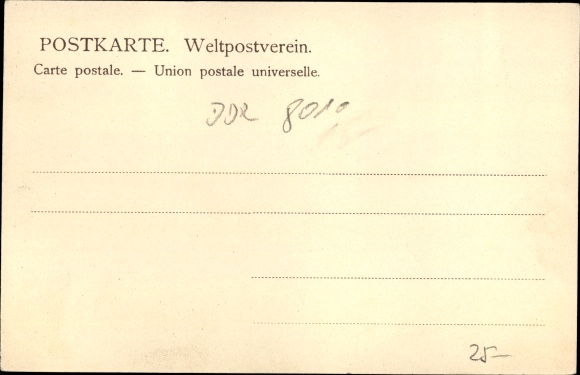 POSTKARTE. Weltpostverein.
Carte postale. — Union postale universelle.
DDR 8010
25—